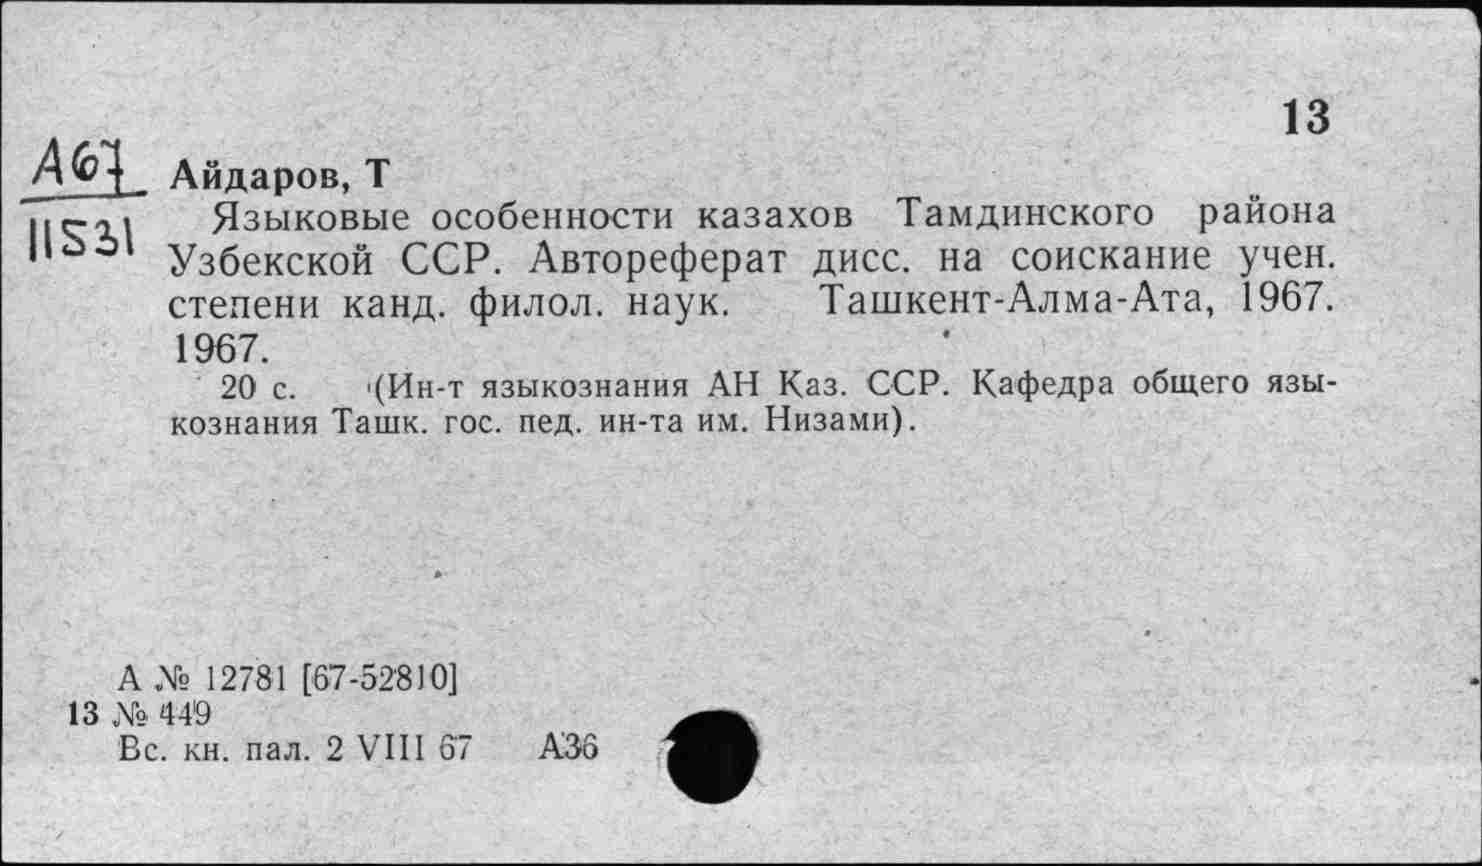 13
А67
11531
Айдаров, Т
Языковые особенности казахов Тамдинского района
Узбекской ССР. Автореферат дисс. на соискание учен.
степени канд. филол. наук. Ташкент-Алма-Ата, 1967.
1967.
20 с. (Ин-т языкознания АН Каз. ССР. Кафедра общего язы-
кознания Ташк. гос. пед. ин-та им. Низами).
А № 12781 [67-52810]
13 № 449
Вс. кн. пал. 2 VIII 67 А36